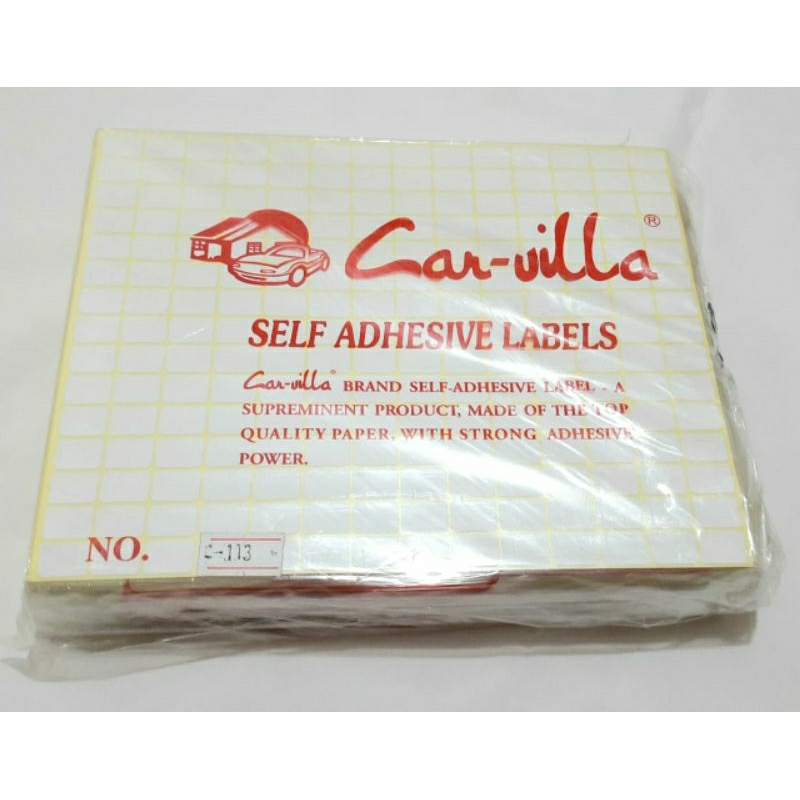 Car-villa ®
SELF ADHESIVE LABELS
Car-villa ® BRAND SELF-ADHESIVE LABEL - A
SUPREMINENT PRODUCT, MADE OF THE TOP
QUALITY PAPER, WITH STRONG ADHESIVE
POWER.
NO. C-113